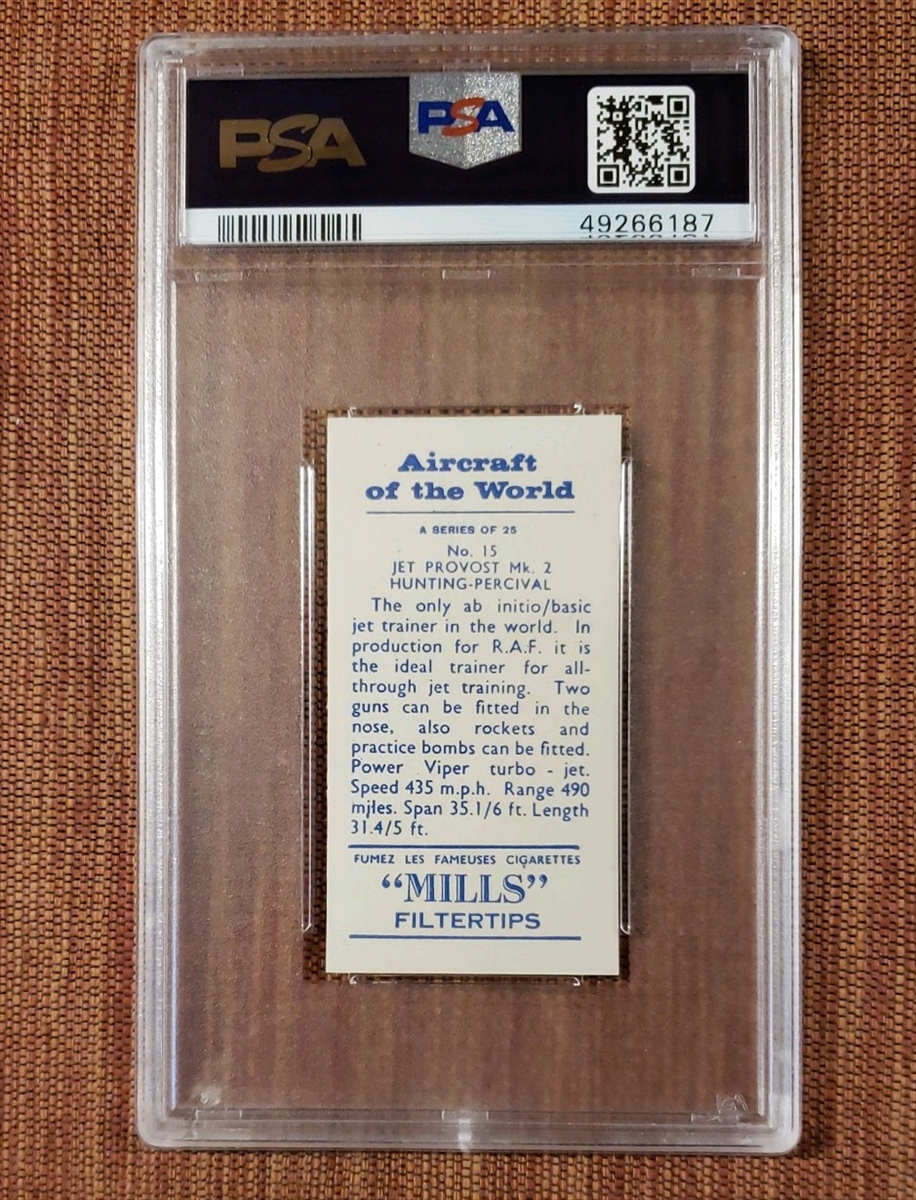 PSA
PSA
49266187
Aircraft
of the World
A SERIES OF 25
No. 15
JET PROVOST Mk. 2
HUNTING-PERCIVAL
The only ab initio/basic
jet trainer in the world. In
production for R.A.F. it is
the ideal trainer for all-
through jet training. Two
guns can be fitted in the
nose, also rockets and
practice bombs can be fitted.
Power Viper turbo - jet.
Speed 435 m.p.h. Range 490
miles. Span 35.1/6 ft. Length
31.4/5 ft.
FUMEZ LES FAMEUSES CIGARETTES
“MILLS”
FILTERTIPS